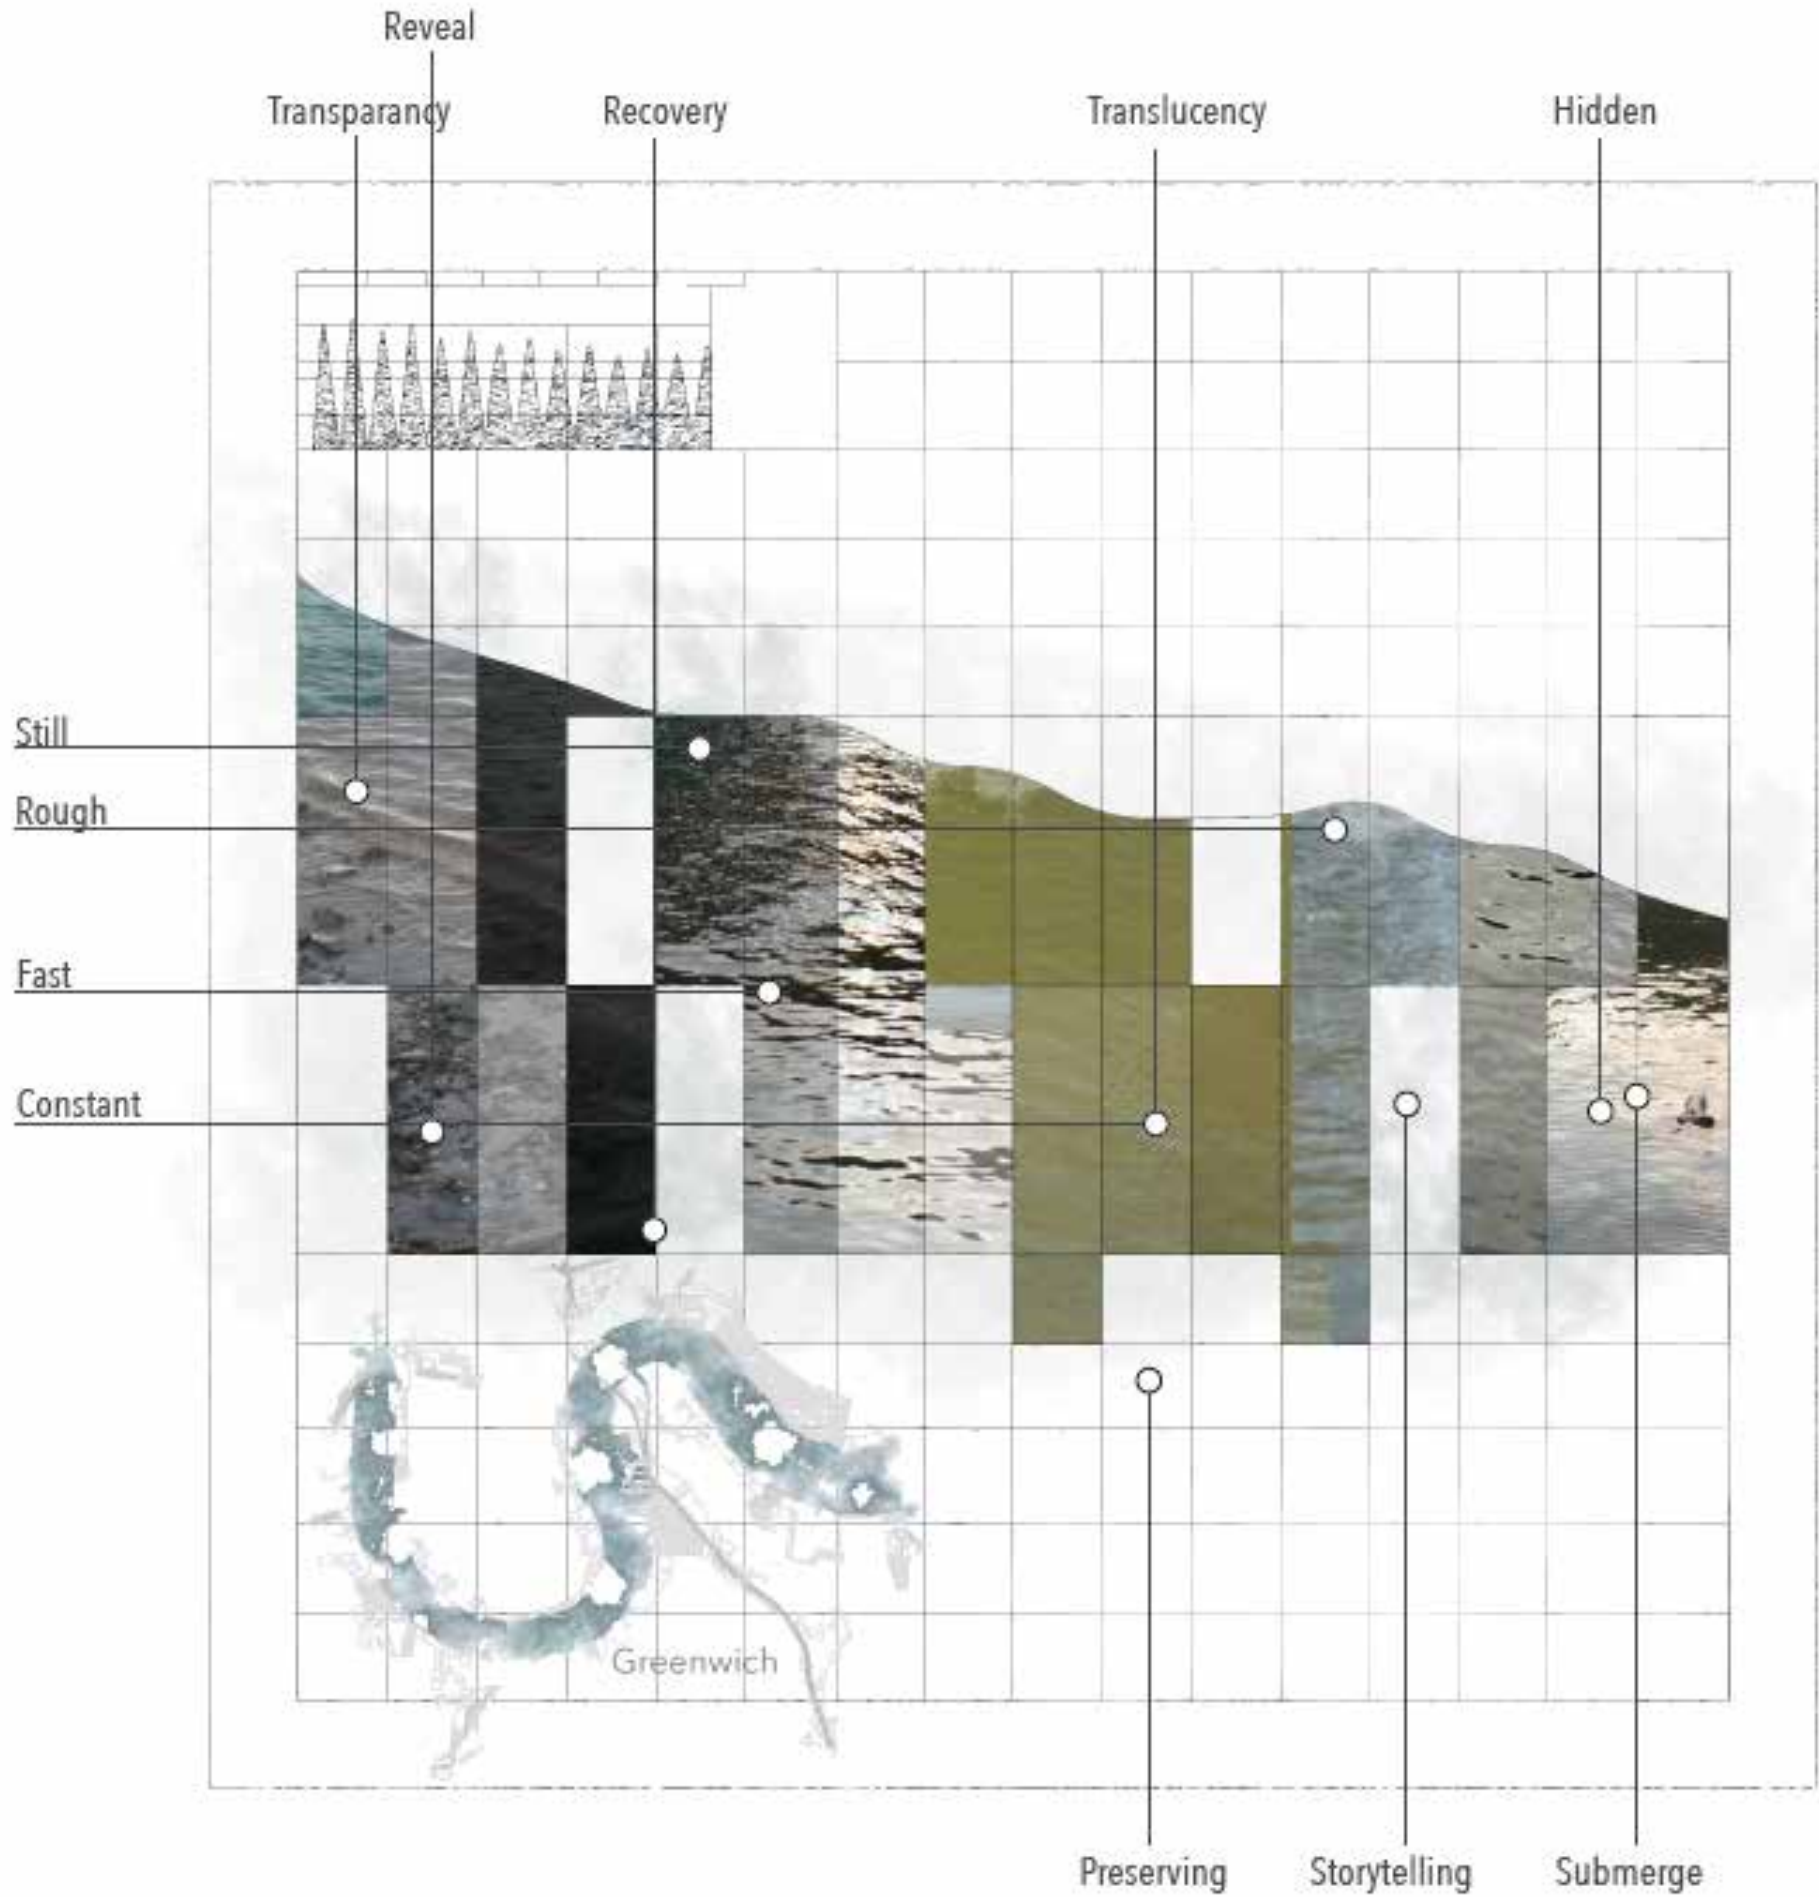 Reveal
Transparancy Recovery Translucency Hidden
Still
Rough
Fast
Constant
Greenwich
Preserving Storytelling Submerge